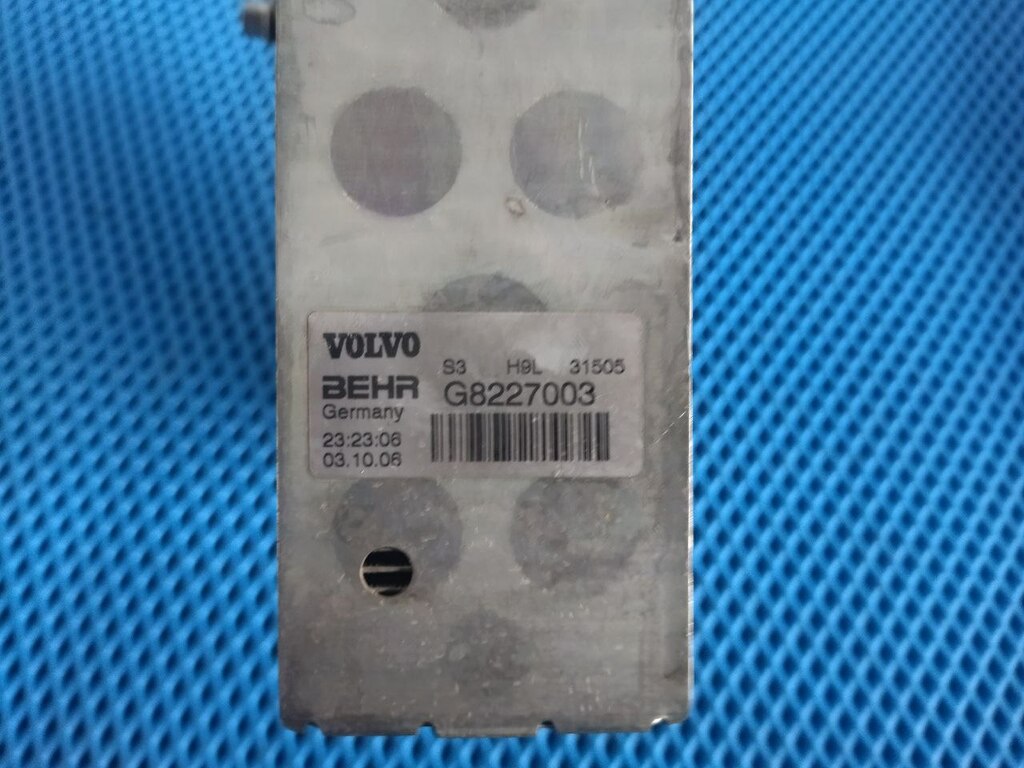 VOLVO
S3 H9L 31505
BEHR G8227003
Germany
23:23:06
03.10.06